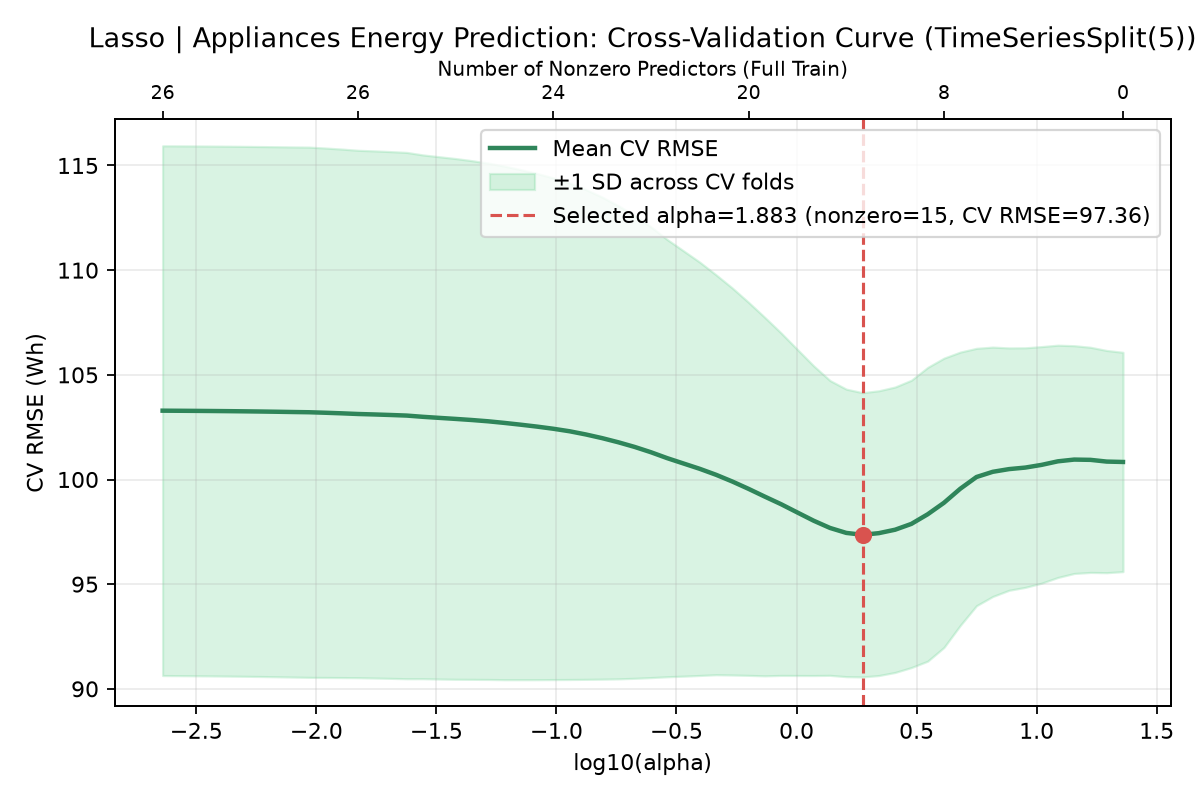 Lasso | Appliances Energy Prediction: Cross-Validation Curve (TimeSeriesSplit(5))
Number of Nonzero Predictors (Full Train)
26 26 24 20 8 0
Mean CV RMSE
±1 SD across CV folds
Selected alpha=1.883 (nonzero=15, CV RMSE=97.36)
CV RMSE (Wh)
115
110
105
100
95
90
−2.5 −2.0 −1.5 −1.0 −0.5 0.0 0.5 1.0 1.5
log10(alpha)